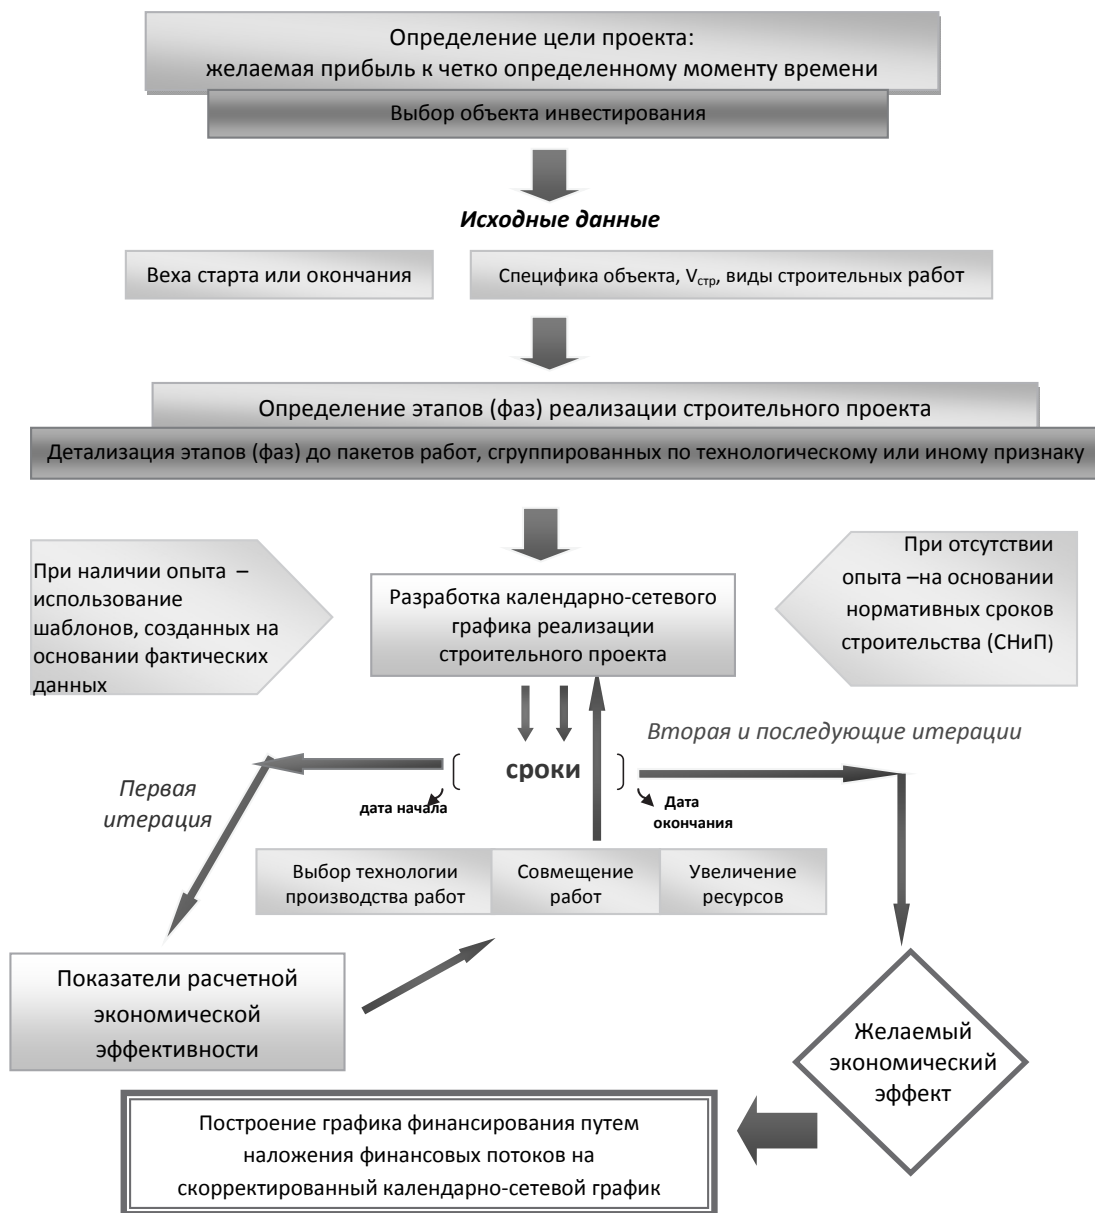 Определение цели проекта:
желаемая прибыль к четко определенному моменту времени
Выбор объекта инвестирования
Исходные данные
Веха старта или окончания
Специфика объекта, Vстр, виды строительных работ
Определение этапов (фаз) реализации строительного проекта
Детализация этапов (фаз) до пакетов работ, сгруппированных по технологическому или иному признаку
При наличии опыта –
использование
шаблонов, созданных на
основании фактических
данных
Разработка календарно-сетевого
графика реализации
строительного проекта
При отсутствии
опыта –на основании
нормативных сроков
строительства (СНиП)
Вторая и последующие итерации
Первая
итерация
сроки
дата начала
Дата
окончания
Выбор технологии
производства работ
Совмещение
работ
Увеличение
ресурсов
Показатели расчетной
экономической
эффективности
Желаемый
экономический
эффект
Построение графика финансирования путем
наложения финансовых потоков на
скорректированный календарно-сетевой график